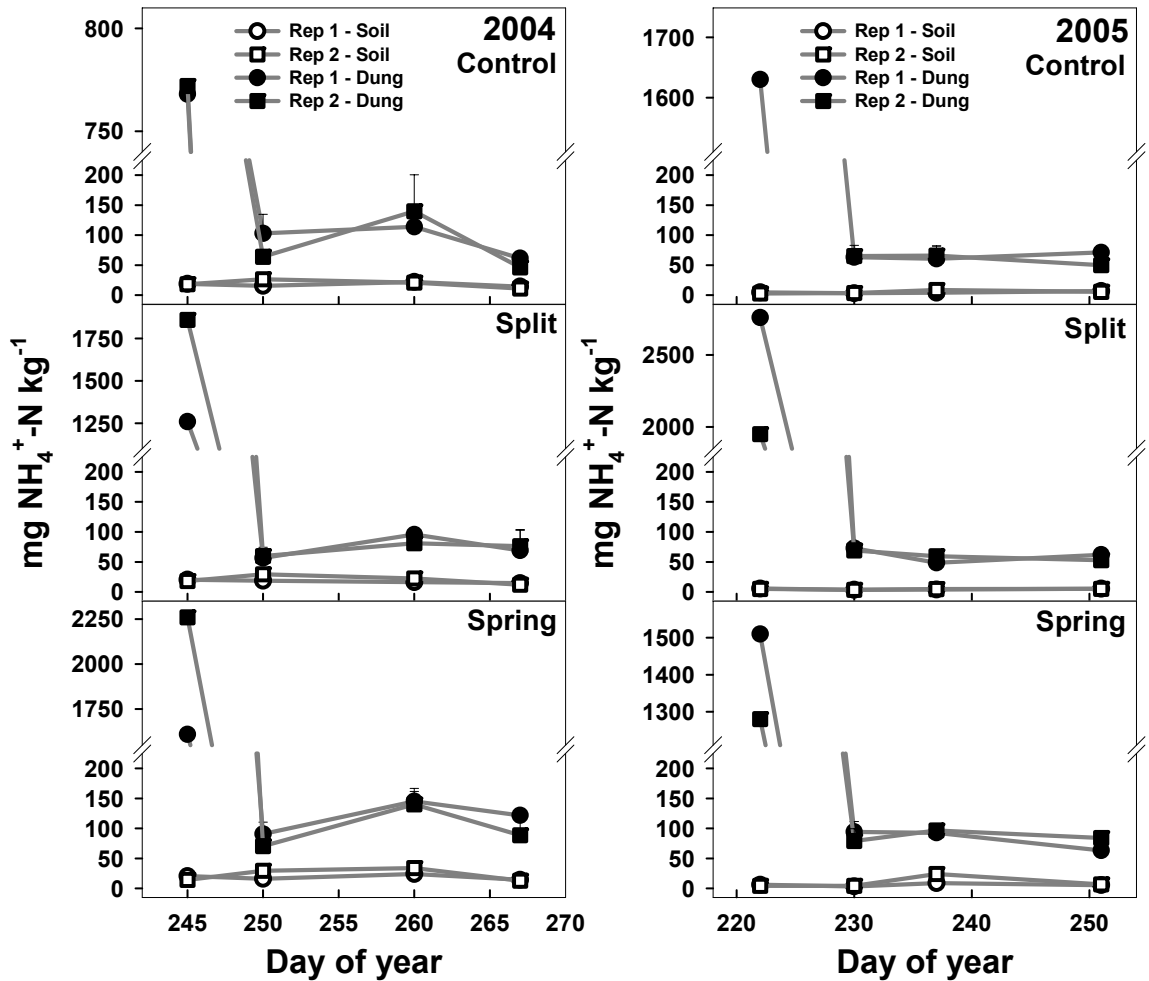 2004
Control
Rep 1 - Soil
Rep 2 - Soil
Rep 1 - Dung
Rep 2 - Dung
800
750
200
150
100
50
0
Split
1750
1500
1250
200
150
100
50
0
Spring
2250
2000
1750
200
150
100
50
0
245 250 255 260 265 270
Day of year
mg NH₄⁺-N kg⁻¹
2005
Control
Rep 1 - Soil
Rep 2 - Soil
Rep 1 - Dung
Rep 2 - Dung
1700
1600
200
150
100
50
0
Split
2500
2000
200
150
100
50
0
Spring
1500
1400
1300
200
150
100
50
0
220 230 240 250
Day of year
mg NH₄⁺-N kg⁻¹